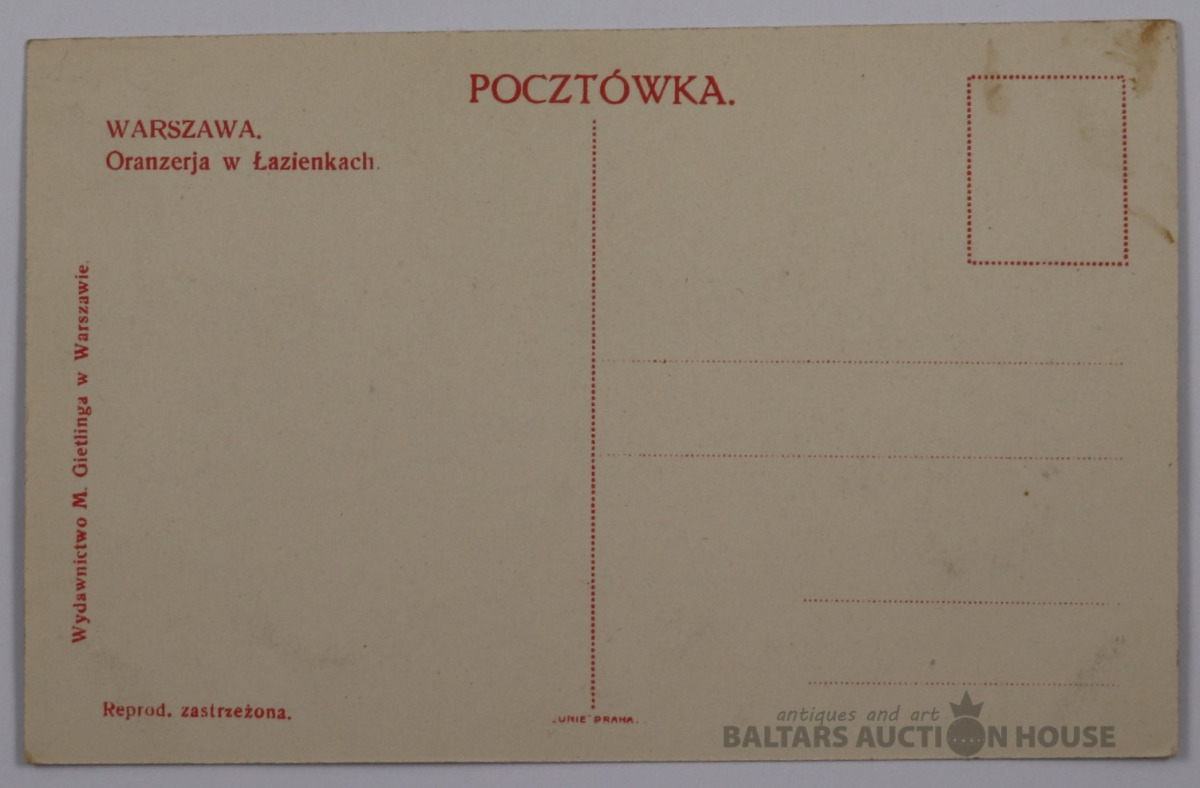 POCZTÓWKA.
WARSZAWA.
Oranzerja w Łazienkach.
Wydawnictwo M. Gietlinga w Warszawie.
Reprod. zastrzeżona.
„UNIE" PRAHA.
antiques and art
BALTARS AUCTION HOUSE